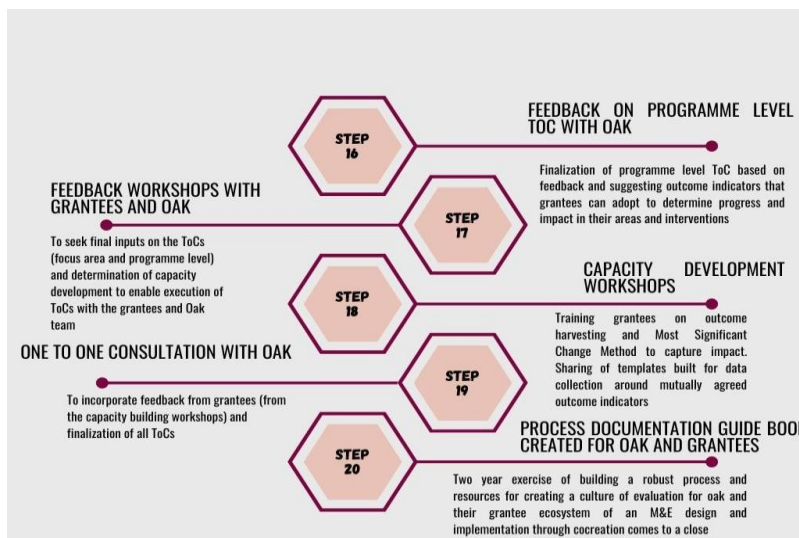 STEP
16
FEEDBACK ON PROGRAMME LEVEL
TOC WITH OAK
Finalization of programme level ToC based on
feedback and suggesting outcome indicators that
grantees can adopt to determine progress and
impact in their areas and interventions
FEEDBACK WORKSHOPS WITH
GRANTEES AND OAK
To seek final inputs on the ToCs
(focus area and programme level)
and determination of capacity
development to enable execution of
ToCs with the grantees and Oak
team
STEP
17
STEP
18
CAPACITY DEVELOPMENT
WORKSHOPS
Training grantees on outcome
harvesting and Most Significant
Change Method to capture impact.
Sharing of templates built for data
collection around mutually agreed
outcome indicators
ONE TO ONE CONSULTATION WITH OAK
To incorporate feedback from grantees (from
the capacity building workshops) and
finalization of all ToCs
STEP
19
STEP
20
PROCESS DOCUMENTATION GUIDE BOO
CREATED FOR OAK AND GRANTEES
Two year exercise of building a robust process and
resources for creating a culture of evaluation for oak and
their grantee ecosystem of an M&E design and
implementation through cocreation comes to a close